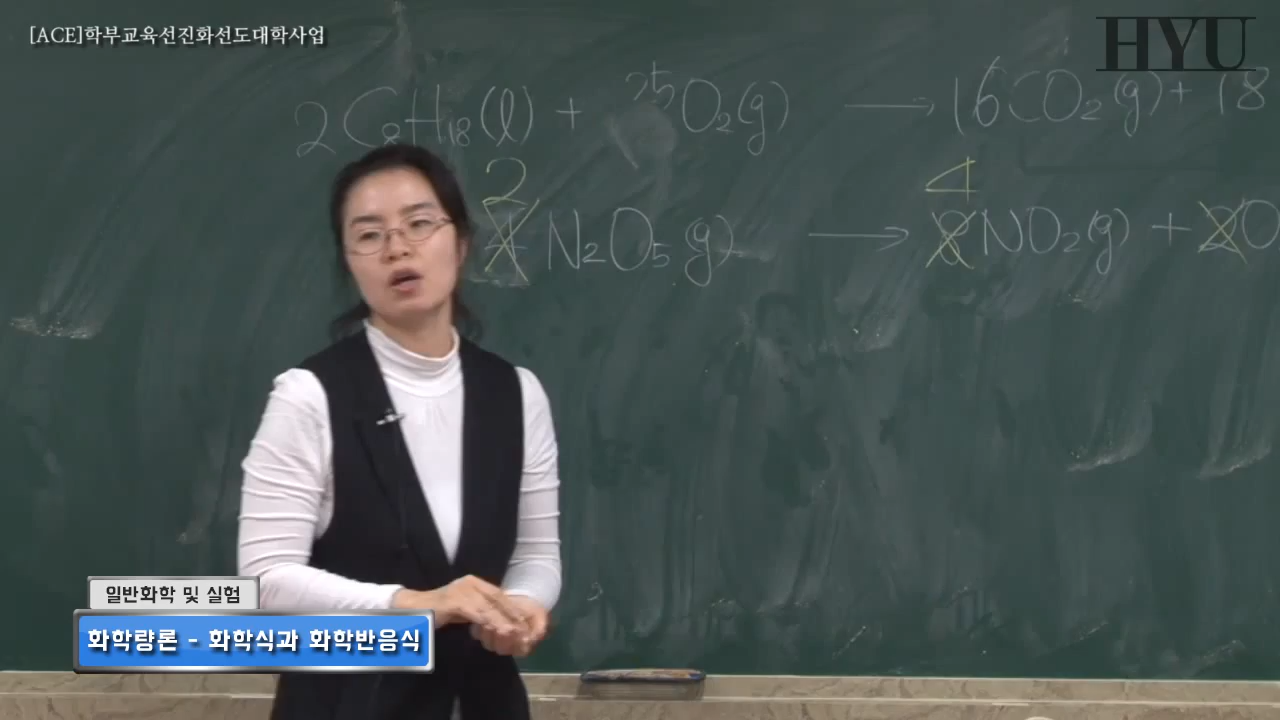 [ACE]학부교육선진화선도대학사업
HYU
2C₈H₁₈(l) + 25O₂(g) → 16CO₂(g) + 18
2 4
N₂O₅ g) → 8NO₂(g) + 2O
일반화학 및 실험
화학량론 - 화학식과 화학반응식